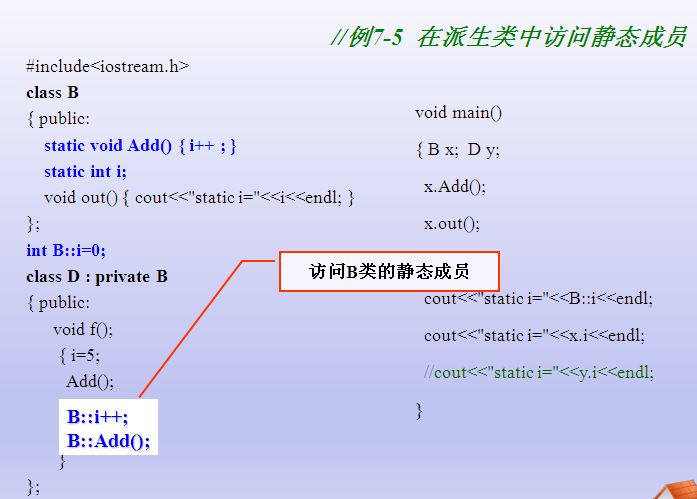 //例7-5 在派生类中访问静态成员
#include<iostream.h>
class B
{ public:
static void Add() { i++ ; }
static int i;
void out() { cout<<"static i="<<i<<endl; }
};
int B::i=0;
class D : private B
{ public:
void f();
{ i=5;
Add();
B::i++;
B::Add();
}
};
void main()
{ B x; D y;
x.Add();
x.out();
访问B类的静态成员
cout<<"static i="<<B::i<<endl;
cout<<"static i="<<x.i<<endl;
//cout<<"static i="<<y.i<<endl;
}